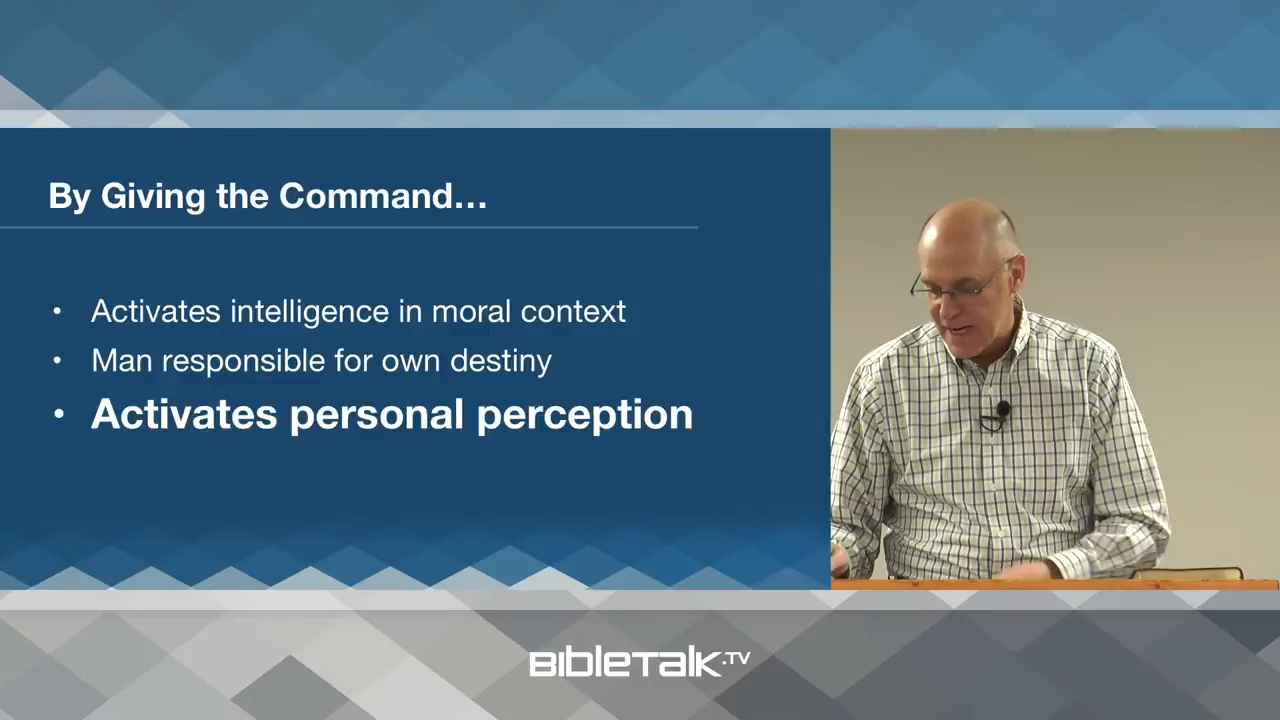 By Giving the Command...
• Activates intelligence in moral context
• Man responsible for own destiny
• Activates personal perception
BIBLETALK.TV